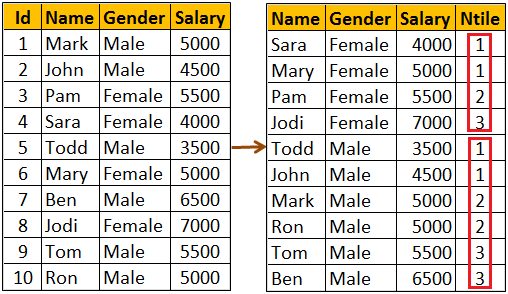 Id Name Gender Salary
1 Mark Male 5000
2 John Male 4500
3 Pam Female 5500
4 Sara Female 4000
5 Todd Male 3500
6 Mary Female 5000
7 Ben Male 6500
8 Jodi Female 7000
9 Tom Male 5500
10 Ron Male 5000
Name Gender Salary Ntile
Sara Female 4000 1
Mary Female 5000 1
Pam Female 5500 2
Jodi Female 7000 3
Todd Male 3500 1
John Male 4500 1
Mark Male 5000 2
Ron Male 5000 2
Tom Male 5500 3
Ben Male 6500 3